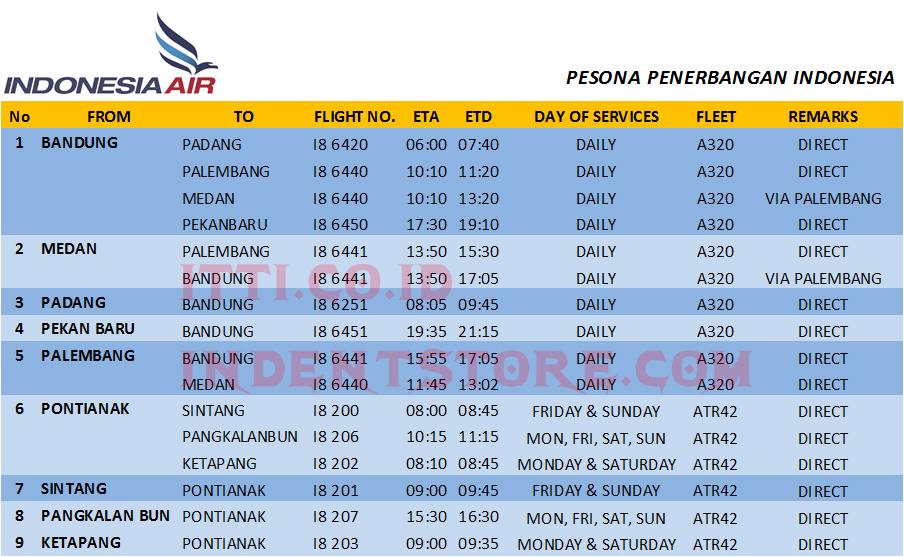 INDONESIA AIR
PESONA PENERBANGAN INDONESIA
No FROM TO FLIGHT NO. ETA ETD DAY OF SERVICES FLEET REMARKS
1 BANDUNG PADANG I8 6420 06:00 07:40 DAILY A320 DIRECT
PALEMBANG I8 6440 10:10 11:20 DAILY A320 DIRECT
MEDAN I8 6440 10:10 13:20 DAILY A320 VIA PALEMBANG
PEKANBARU I8 6450 17:30 19:10 DAILY A320 DIRECT
2 MEDAN PALEMBANG I8 6441 13:50 15:30 DAILY A320 DIRECT
BANDUNG I8 6441 13:50 17:05 DAILY A320 VIA PALEMBANG
ITTI.CO.ID
3 PADANG BANDUNG I8 6251 08:05 09:45 DAILY A320 DIRECT
4 PEKAN BARU BANDUNG I8 6451 19:35 21:15 DAILY A320 DIRECT
5 PALEMBANG BANDUNG I8 6441 15:55 17:05 DAILY A320 DIRECT
INDENTSTORE.COM
MEDAN I8 6440 11:45 13:02 DAILY A320 DIRECT
6 PONTIANAK SINTANG I8 200 08:00 08:45 FRIDAY & SUNDAY ATR42 DIRECT
PANGKALANBUN I8 206 10:15 11:15 MON, FRI, SAT, SUN ATR42 DIRECT
KETAPANG I8 202 08:10 08:45 MONDAY & SATURDAY ATR42 DIRECT
7 SINTANG PONTIANAK I8 201 09:00 09:45 FRIDAY & SUNDAY ATR42 DIRECT
8 PANGKALAN BUN PONTIANAK I8 207 15:30 16:30 MON, FRI, SAT, SUN ATR42 DIRECT
9 KETAPANG PONTIANAK I8 203 09:00 09:35 MONDAY & SATURDAY ATR42 DIRECT